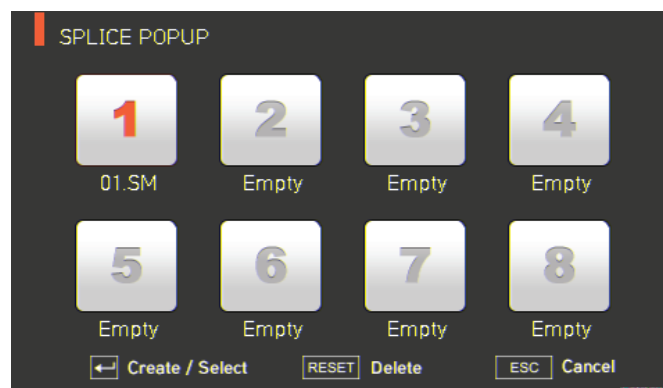 SPLICE POPUP
1 2 3 4
01.SM Empty Empty Empty
5 6 7 8
Empty Empty Empty Empty
Create / Select RESET Delete ESC Cancel